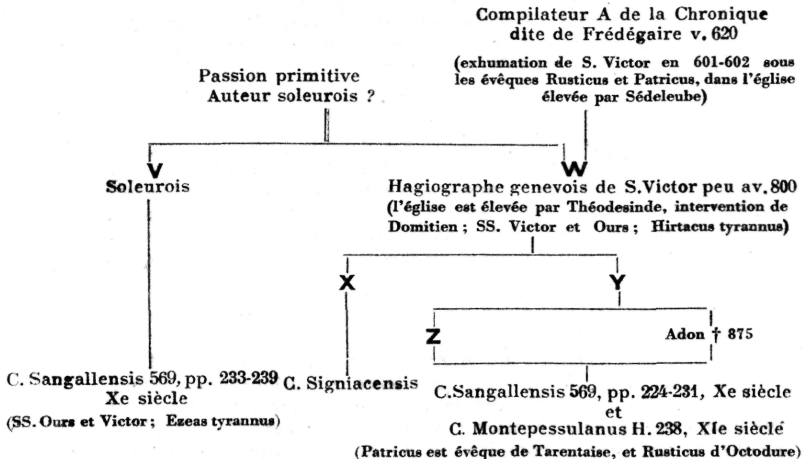 Compilateur A de la Chronique
dite de Frédégaire v. 620
(exhumation de S. Victor en 601-602 sous
les évêques Rusticus et Patricus, dans l'église
élevée par Sédeleube)
Passion primitive
Auteur soleurois ?
V
Soleurois
W
Hagiographe genevois de S. Victor peu av. 800
(l'église est élevée par Théodesinde, intervention de
Domitien ; SS. Victor et Ours ; Hirtacus tyrannus)
X
Y
Z
Adon † 875
C. Sangallensis 569, pp. 233-239
Xe siècle
(SS. Ours et Victor ; Ezeas tyrannus)
C. Signiacensis
C. Sangallensis 569, pp. 224-231, Xe siècle
et
C. Montepessulanus H. 238, XIe siècle
(Patricus est évêque de Tarentaise, et Rusticus d'Octodure)